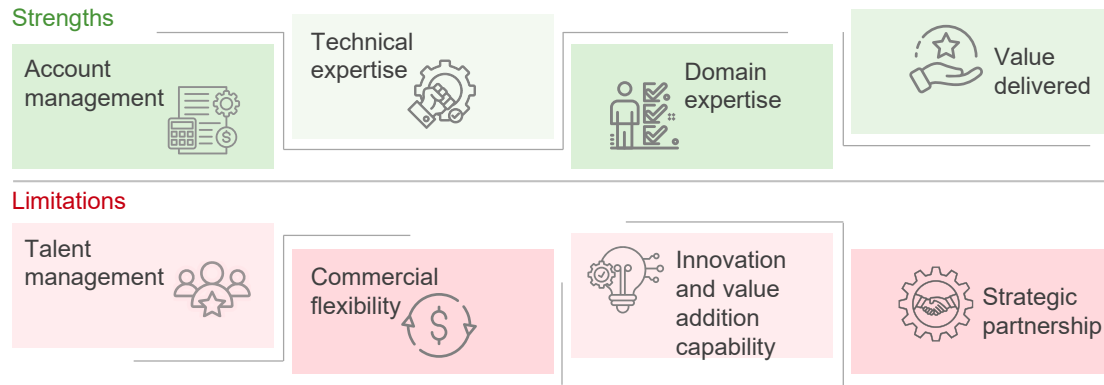 Strengths
Account
management
Technical
expertise
Domain
expertise
Value
delivered
Limitations
Talent
management
Commercial
flexibility
Innovation
and value
addition
capability
Strategic
partnership